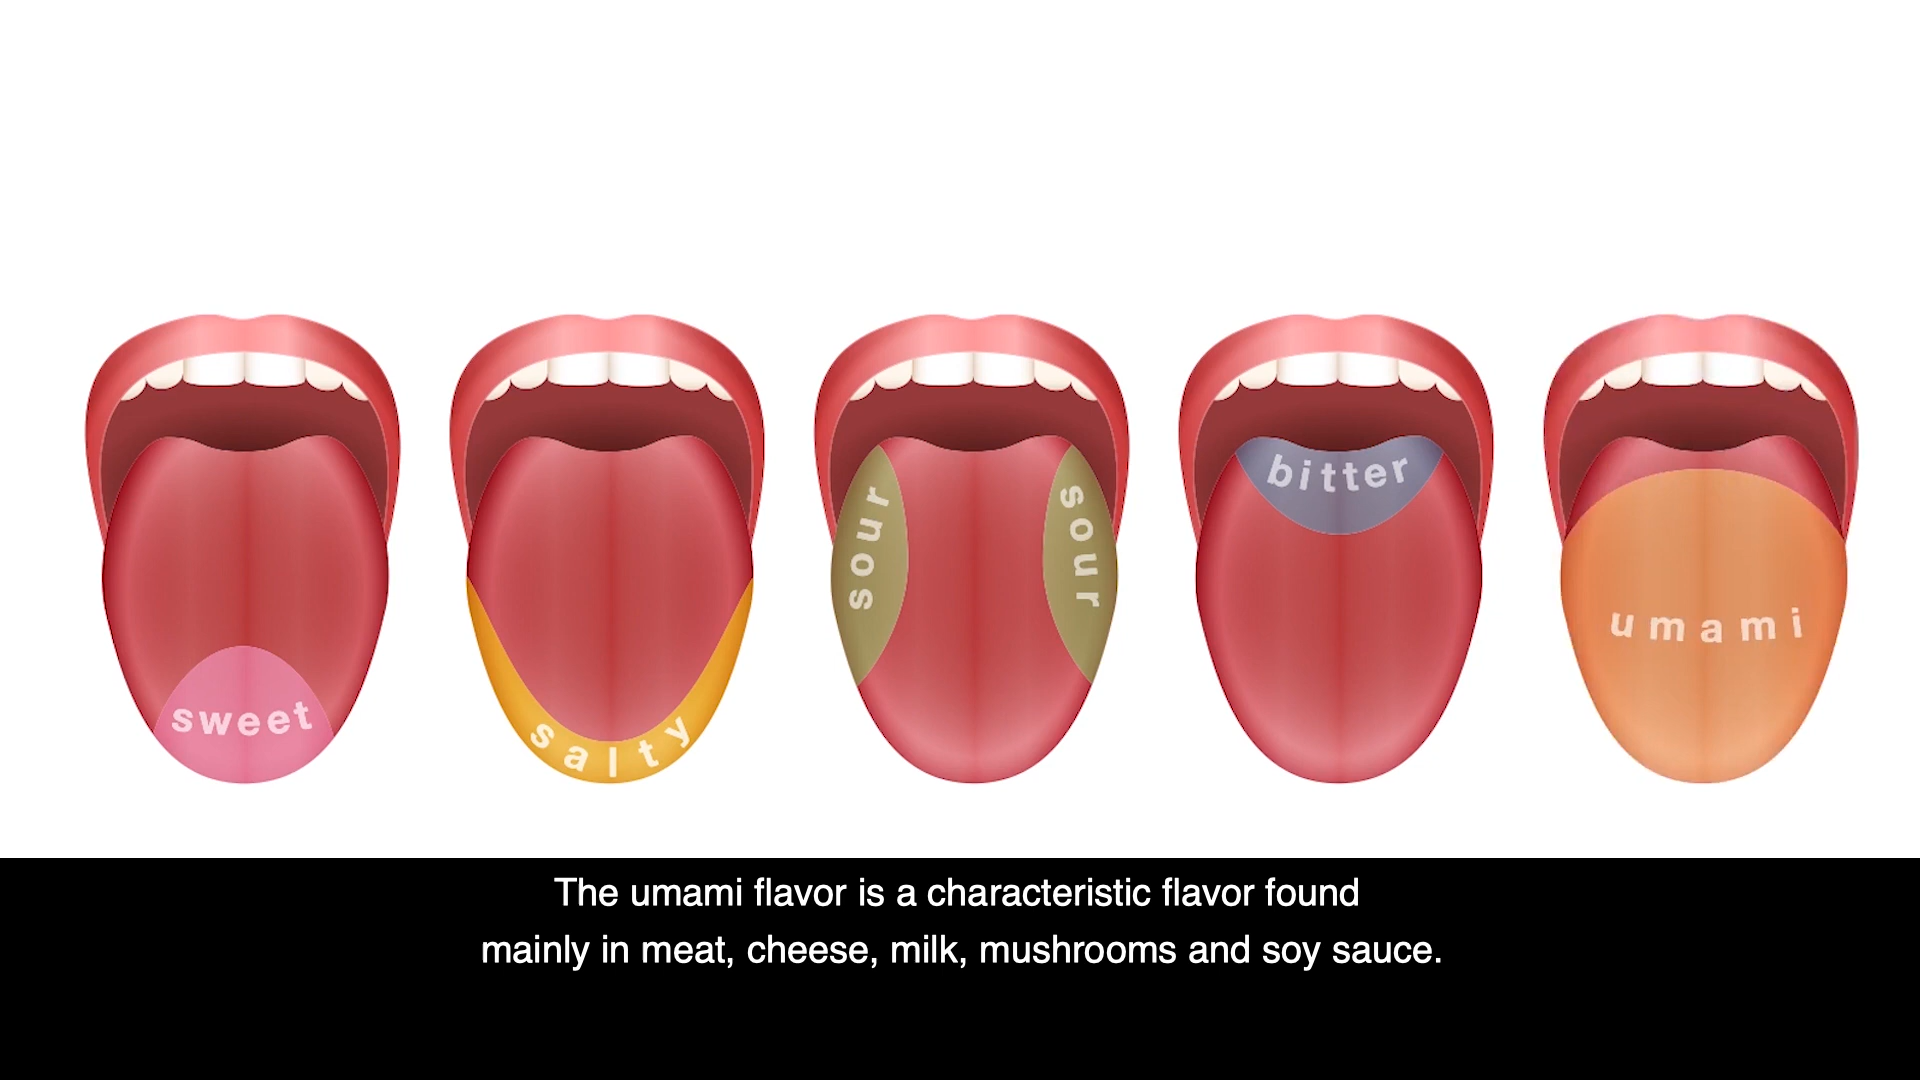 sweet
salty
sour
sour
bitter
umami
The umami flavor is a characteristic flavor found
mainly in meat, cheese, milk, mushrooms and soy sauce.